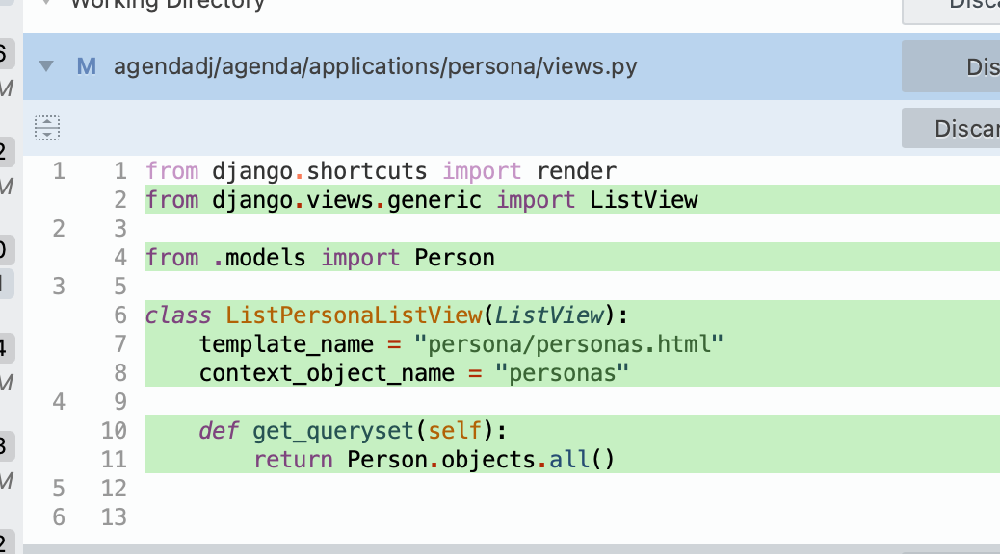 Working Directory
M agendadj/agenda/applications/persona/views.py
1 1 from django.shortcuts import render
2 from django.views.generic import ListView
2 3
4 from .models import Person
3 5
6 class ListPersonaListView(ListView):
7 template_name = "persona/personas.html"
8 context_object_name = "personas"
4 9
10 def get_queryset(self):
11 return Person.objects.all()
5 12
6 13